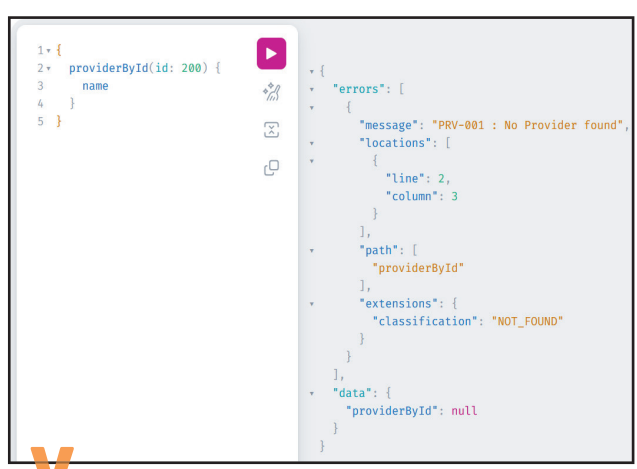 1 {
2 providerById(id: 200) {
3 name
4 }
5 }
{
"errors": [
{
"message": "PRV-001 : No Provider found",
"locations": [
{
"line": 2,
"column": 3
}
],
"path": [
"providerById"
],
"extensions": {
"classification": "NOT_FOUND"
}
}
],
"data": {
"providerById": null
}
}